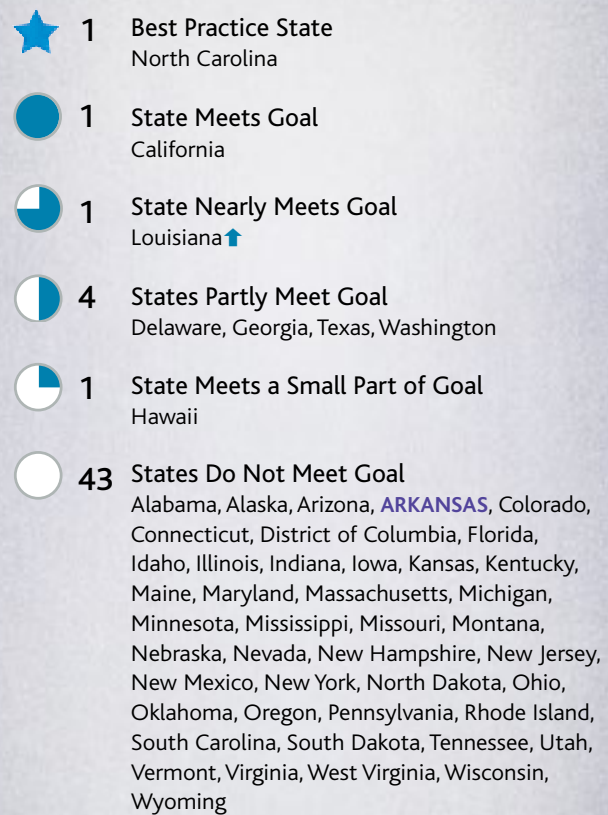 1 Best Practice State
North Carolina
1 State Meets Goal
California
1 State Nearly Meets Goal
Louisiana
4 States Partly Meet Goal
Delaware, Georgia, Texas, Washington
1 State Meets a Small Part of Goal
Hawaii
43 States Do Not Meet Goal
Alabama, Alaska, Arizona, ARKANSAS, Colorado,
Connecticut, District of Columbia, Florida,
Idaho, Illinois, Indiana, Iowa, Kansas, Kentucky,
Maine, Maryland, Massachusetts, Michigan,
Minnesota, Mississippi, Missouri, Montana,
Nebraska, Nevada, New Hampshire, New Jersey,
New Mexico, New York, North Dakota, Ohio,
Oklahoma, Oregon, Pennsylvania, Rhode Island,
South Carolina, South Dakota, Tennessee, Utah,
Vermont, Virginia, West Virginia, Wisconsin,
Wyoming